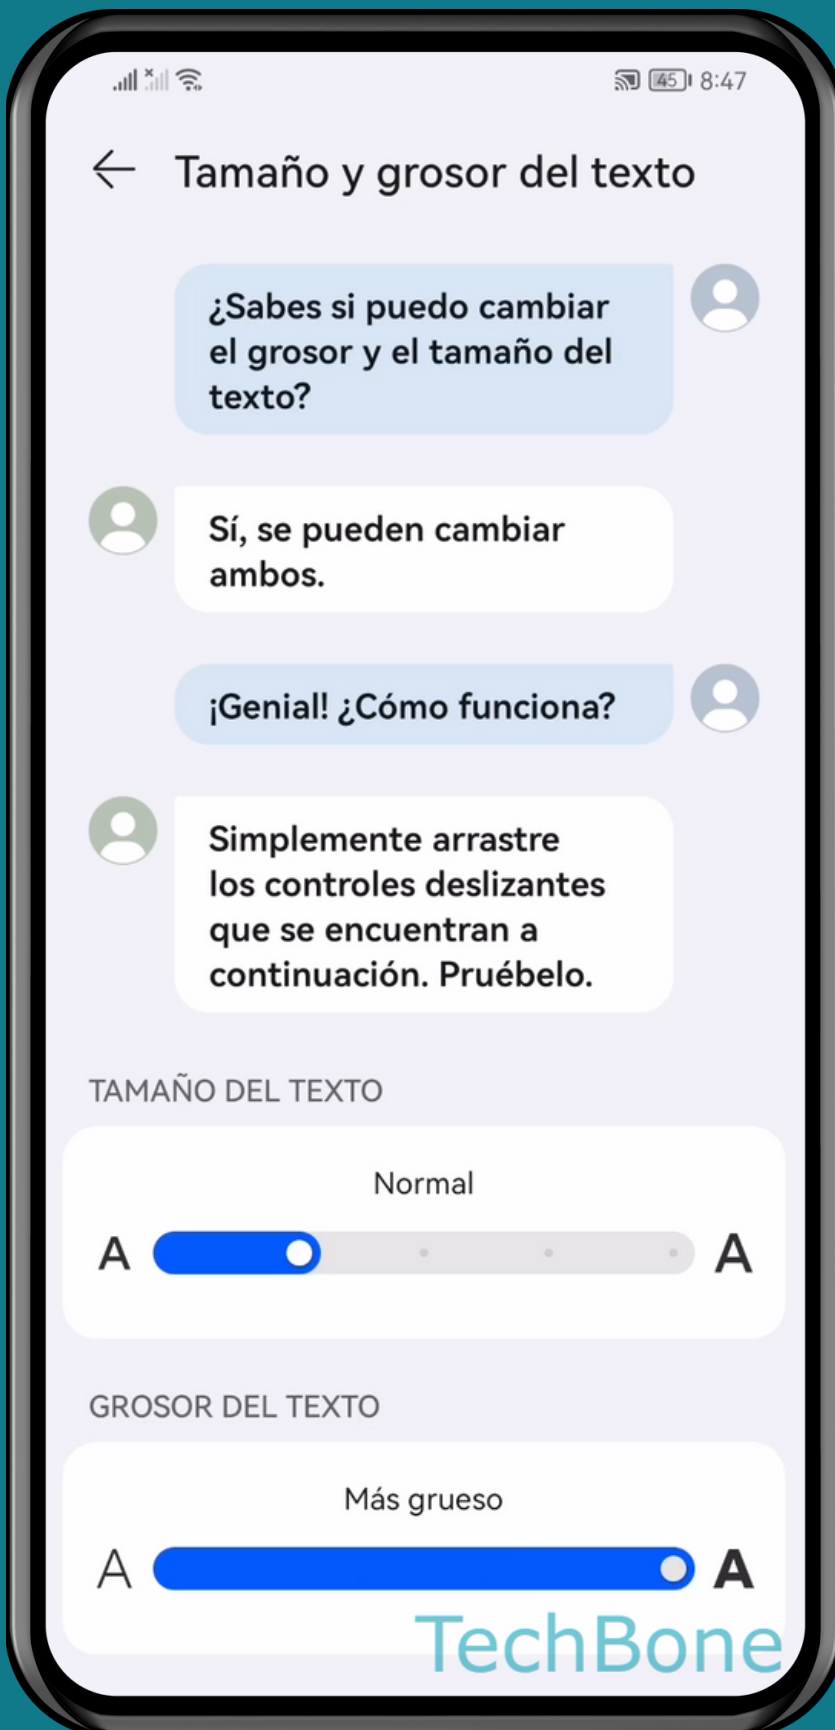 45 8:47
Tamaño y grosor del texto
¿Sabes si puedo cambiar
el grosor y el tamaño del
texto?
Sí, se pueden cambiar
ambos.
¡Genial! ¿Cómo funciona?
Simplemente arrastre
los controles deslizantes
que se encuentran a
continuación. Pruébelo.
TAMAÑO DEL TEXTO
Normal
A A
GROSOR DEL TEXTO
Más grueso
A A
TechBone